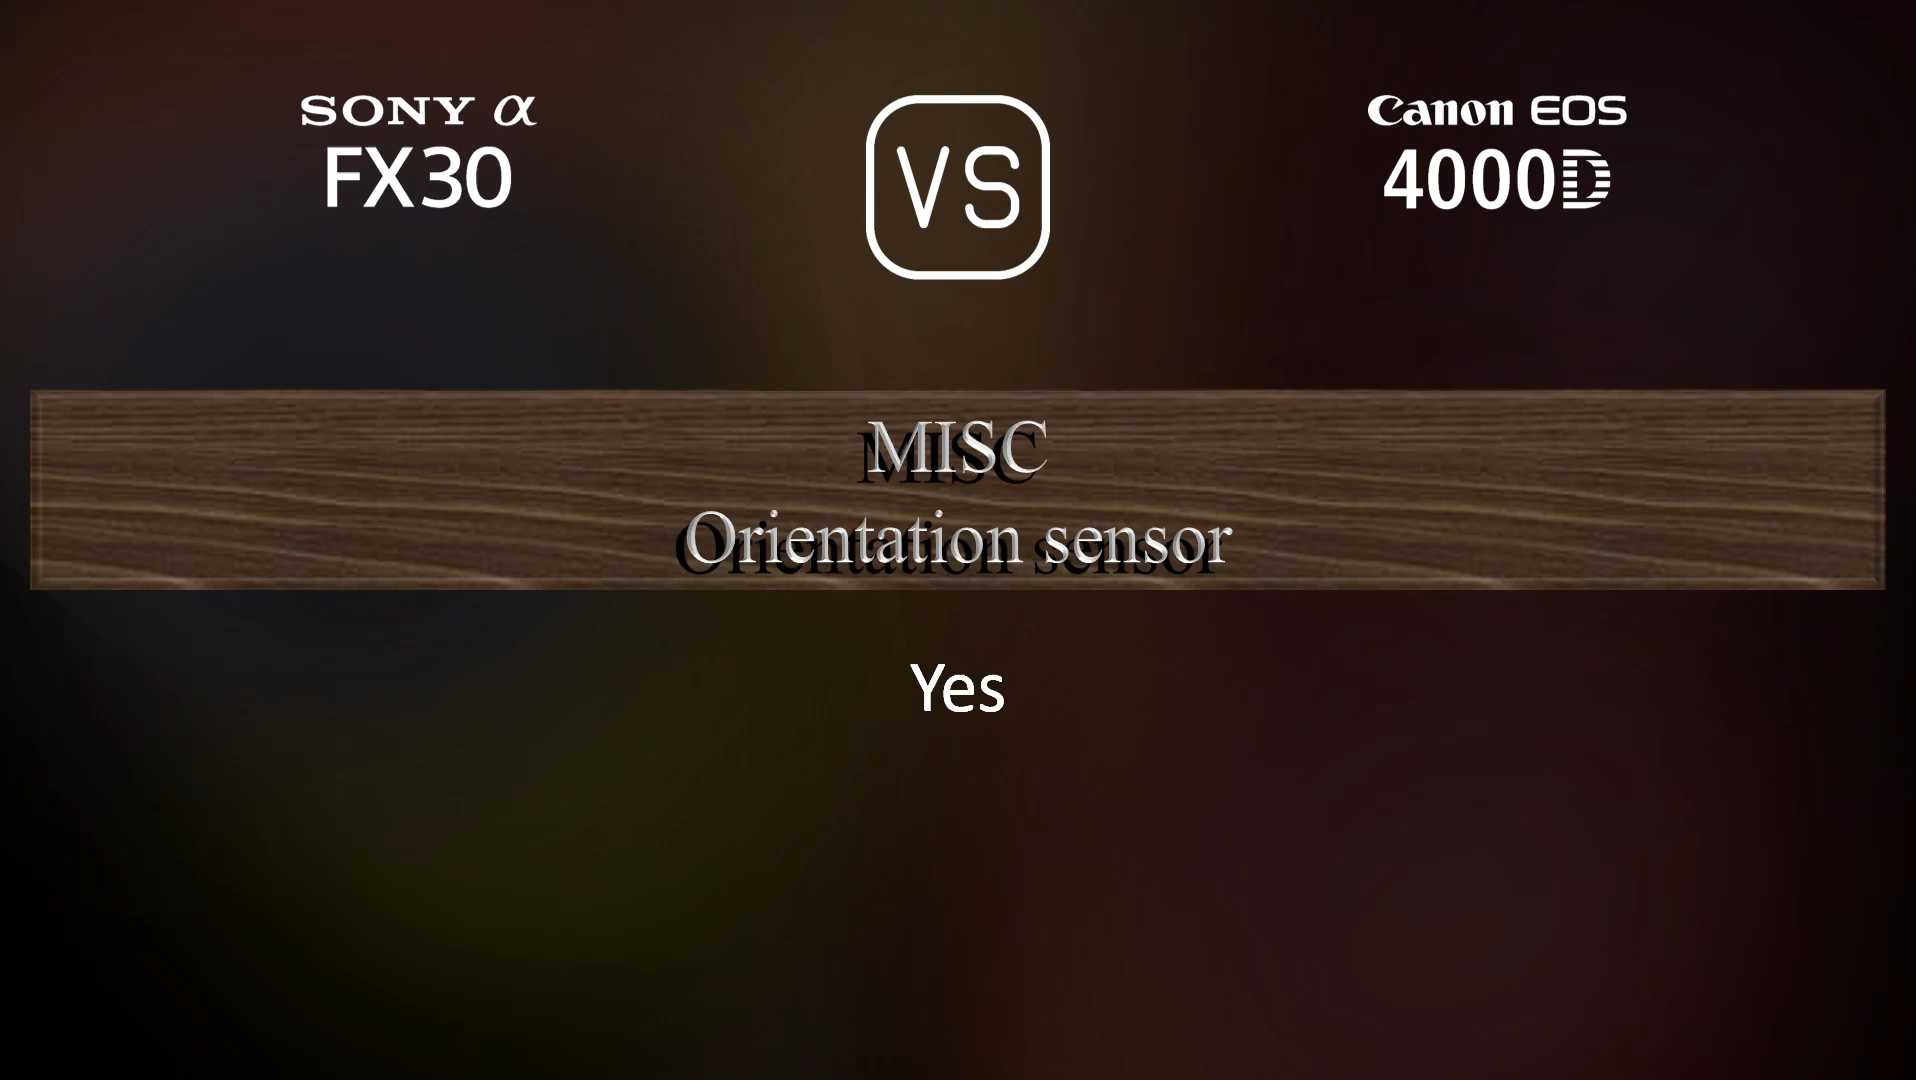 SONY α
FX30
VS
Canon EOS
4000D
MISC
Orientation sensor
Yes